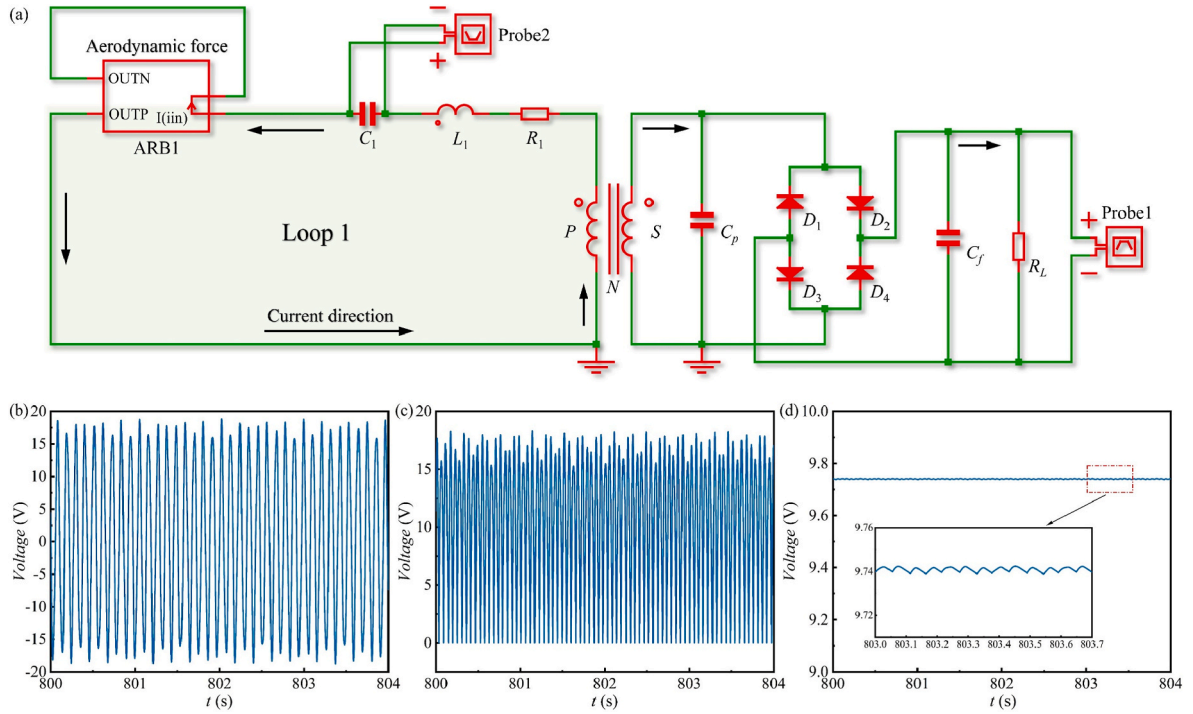 (a)
Aerodynamic force
OUTN
OUTP
I(iin)
ARB1
C1
L1
R1
−
+
Probe2
Loop 1
Current direction
P
S
N
Cp
D1
D2
D3
D4
Cf
RL
+
Probe1
−
(b)
20
15
10
5
0
-5
-10
-15
-20
Voltage (V)
800
801
802
803
804
t (s)
(c)
20
15
10
5
0
Voltage (V)
800
801
802
803
804
t (s)
(d)
10.0
9.8
9.6
9.4
9.2
9.0
Voltage (V)
9.76
9.74
9.72
803.0 803.1 803.2 803.3 803.4 803.5 803.6 803.7
800
801
802
803
804
t (s)